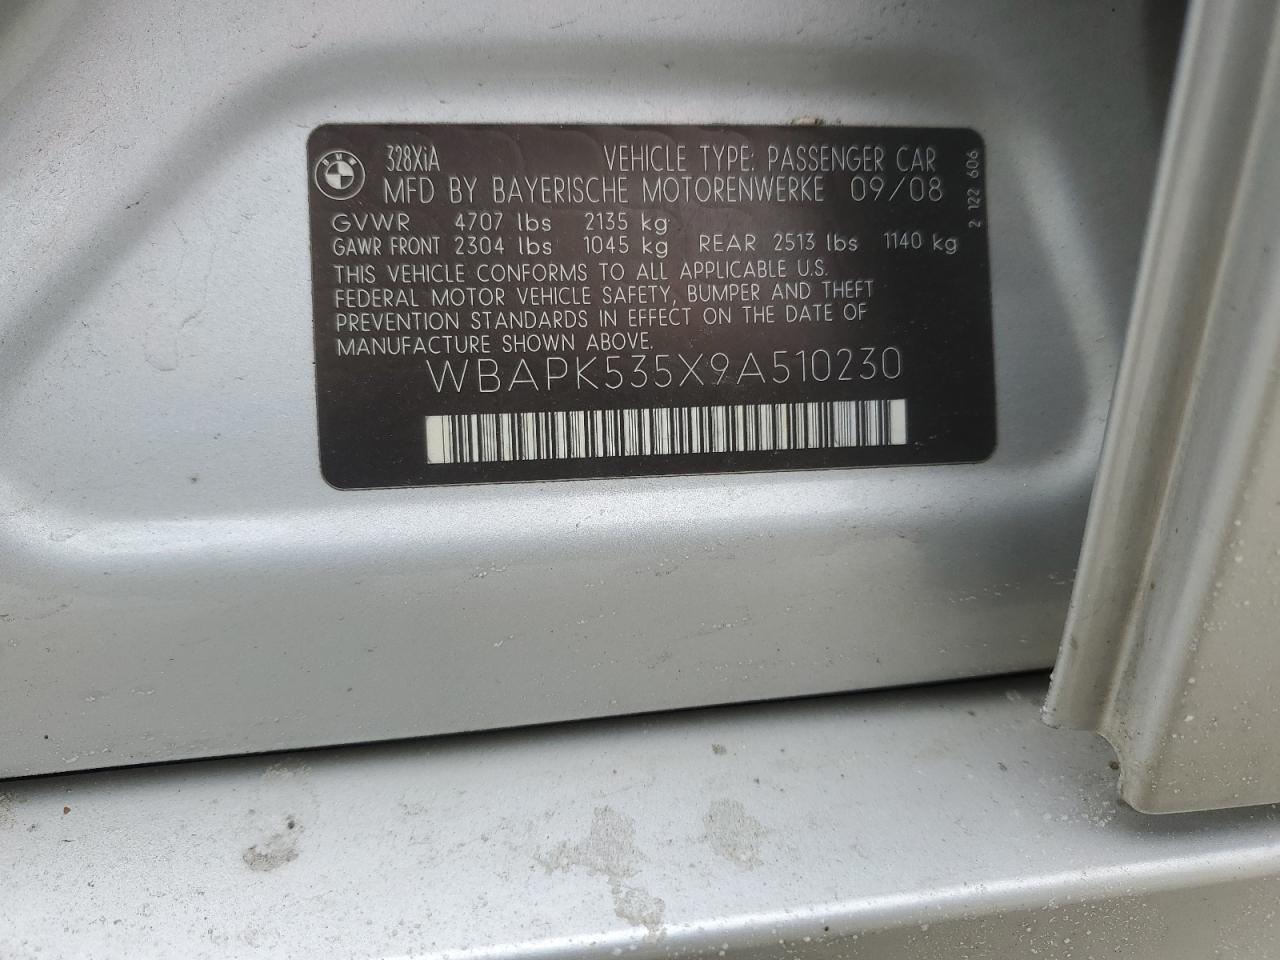 BMW
328XiA VEHICLE TYPE: PASSENGER CAR
MFD BY BAYERISCHE MOTORENWERKE 09/08
GVWR 4707 lbs 2135 kg
GAWR FRONT 2304 lbs 1045 kg REAR 2513 lbs 1140 kg
THIS VEHICLE CONFORMS TO ALL APPLICABLE U.S.
FEDERAL MOTOR VEHICLE SAFETY, BUMPER AND THEFT
PREVENTION STANDARDS IN EFFECT ON THE DATE OF
MANUFACTURE SHOWN ABOVE.
WBAPK535X9A510230
2 122 606